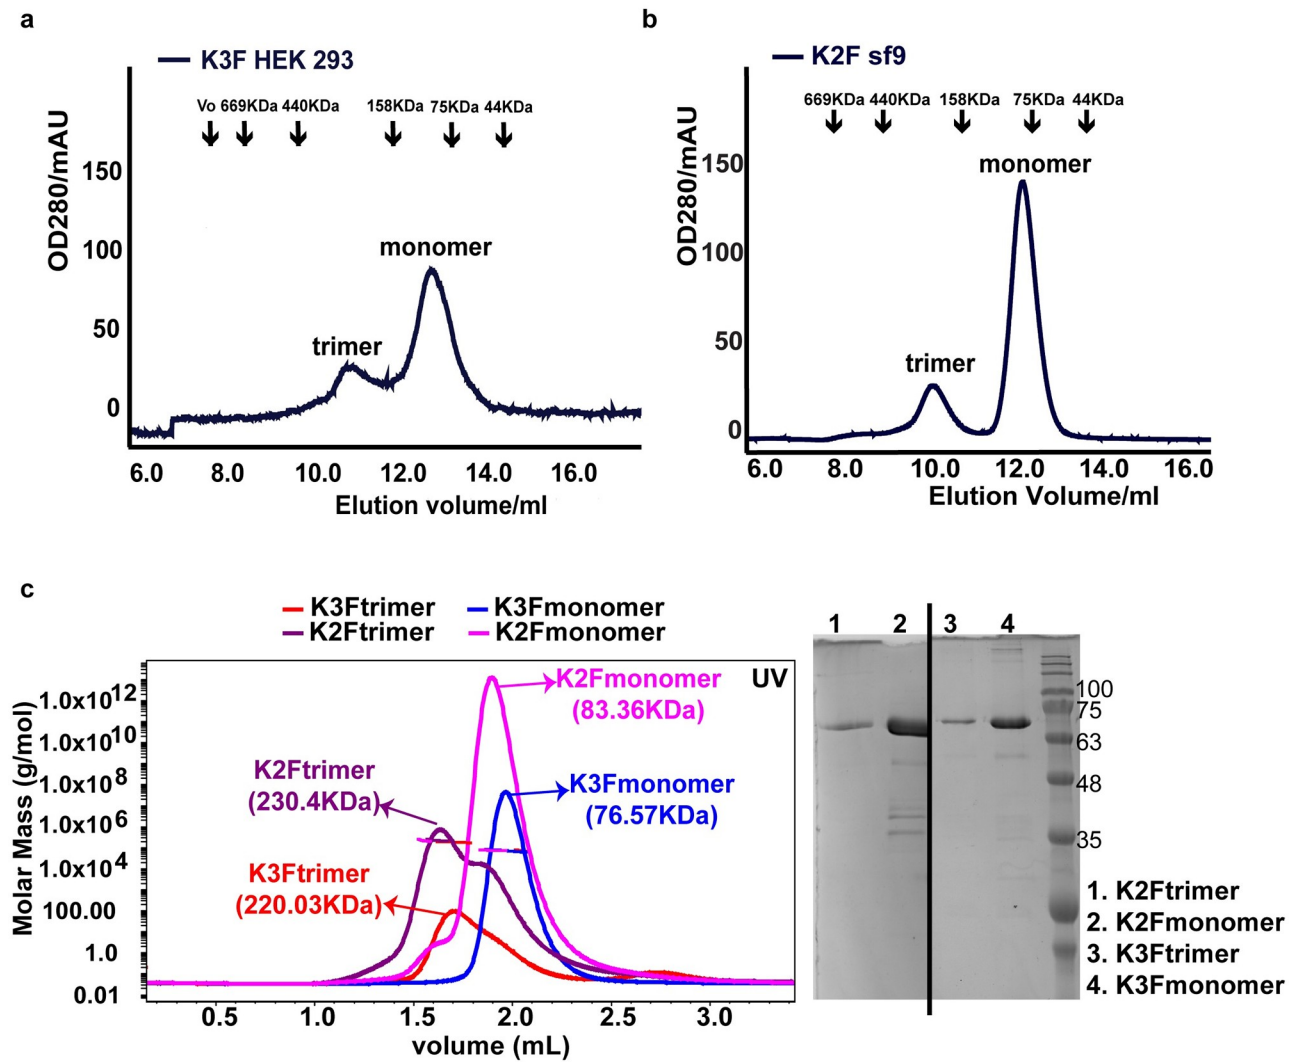 a
K3F HEK 293
Vo 669KDa 440KDa 158KDa 75KDa 44KDa
OD280/mAU
150
100
50
0
monomer
trimer
6.0 8.0 10.0 12.0 14.0 16.0
Elution volume/ml
b
K2F sf9
669KDa 440KDa 158KDa 75KDa 44KDa
OD280/mAU
150
100
50
0
monomer
trimer
6.0 8.0 10.0 12.0 14.0 16.0
Elution Volume/ml
c
K3Ftrimer K3Fmonomer
K2Ftrimer K2Fmonomer
UV
Molar Mass (g/mol)
1.0x10¹²
1.0x10¹⁰
1.0x10⁸
1.0x10⁶
1.0x10⁴
100.00
1.0
0.01
K2Fmonomer
(83.36KDa)
K2Ftrimer
(230.4KDa)
K3Fmonomer
(76.57KDa)
K3Ftrimer
(220.03KDa)
0.5 1.0 1.5 2.0 2.5 3.0
volume (mL)
1 2 3 4
100
75
63
48
35
1. K2Ftrimer
2. K2Fmonomer
3. K3Ftrimer
4. K3Fmonomer